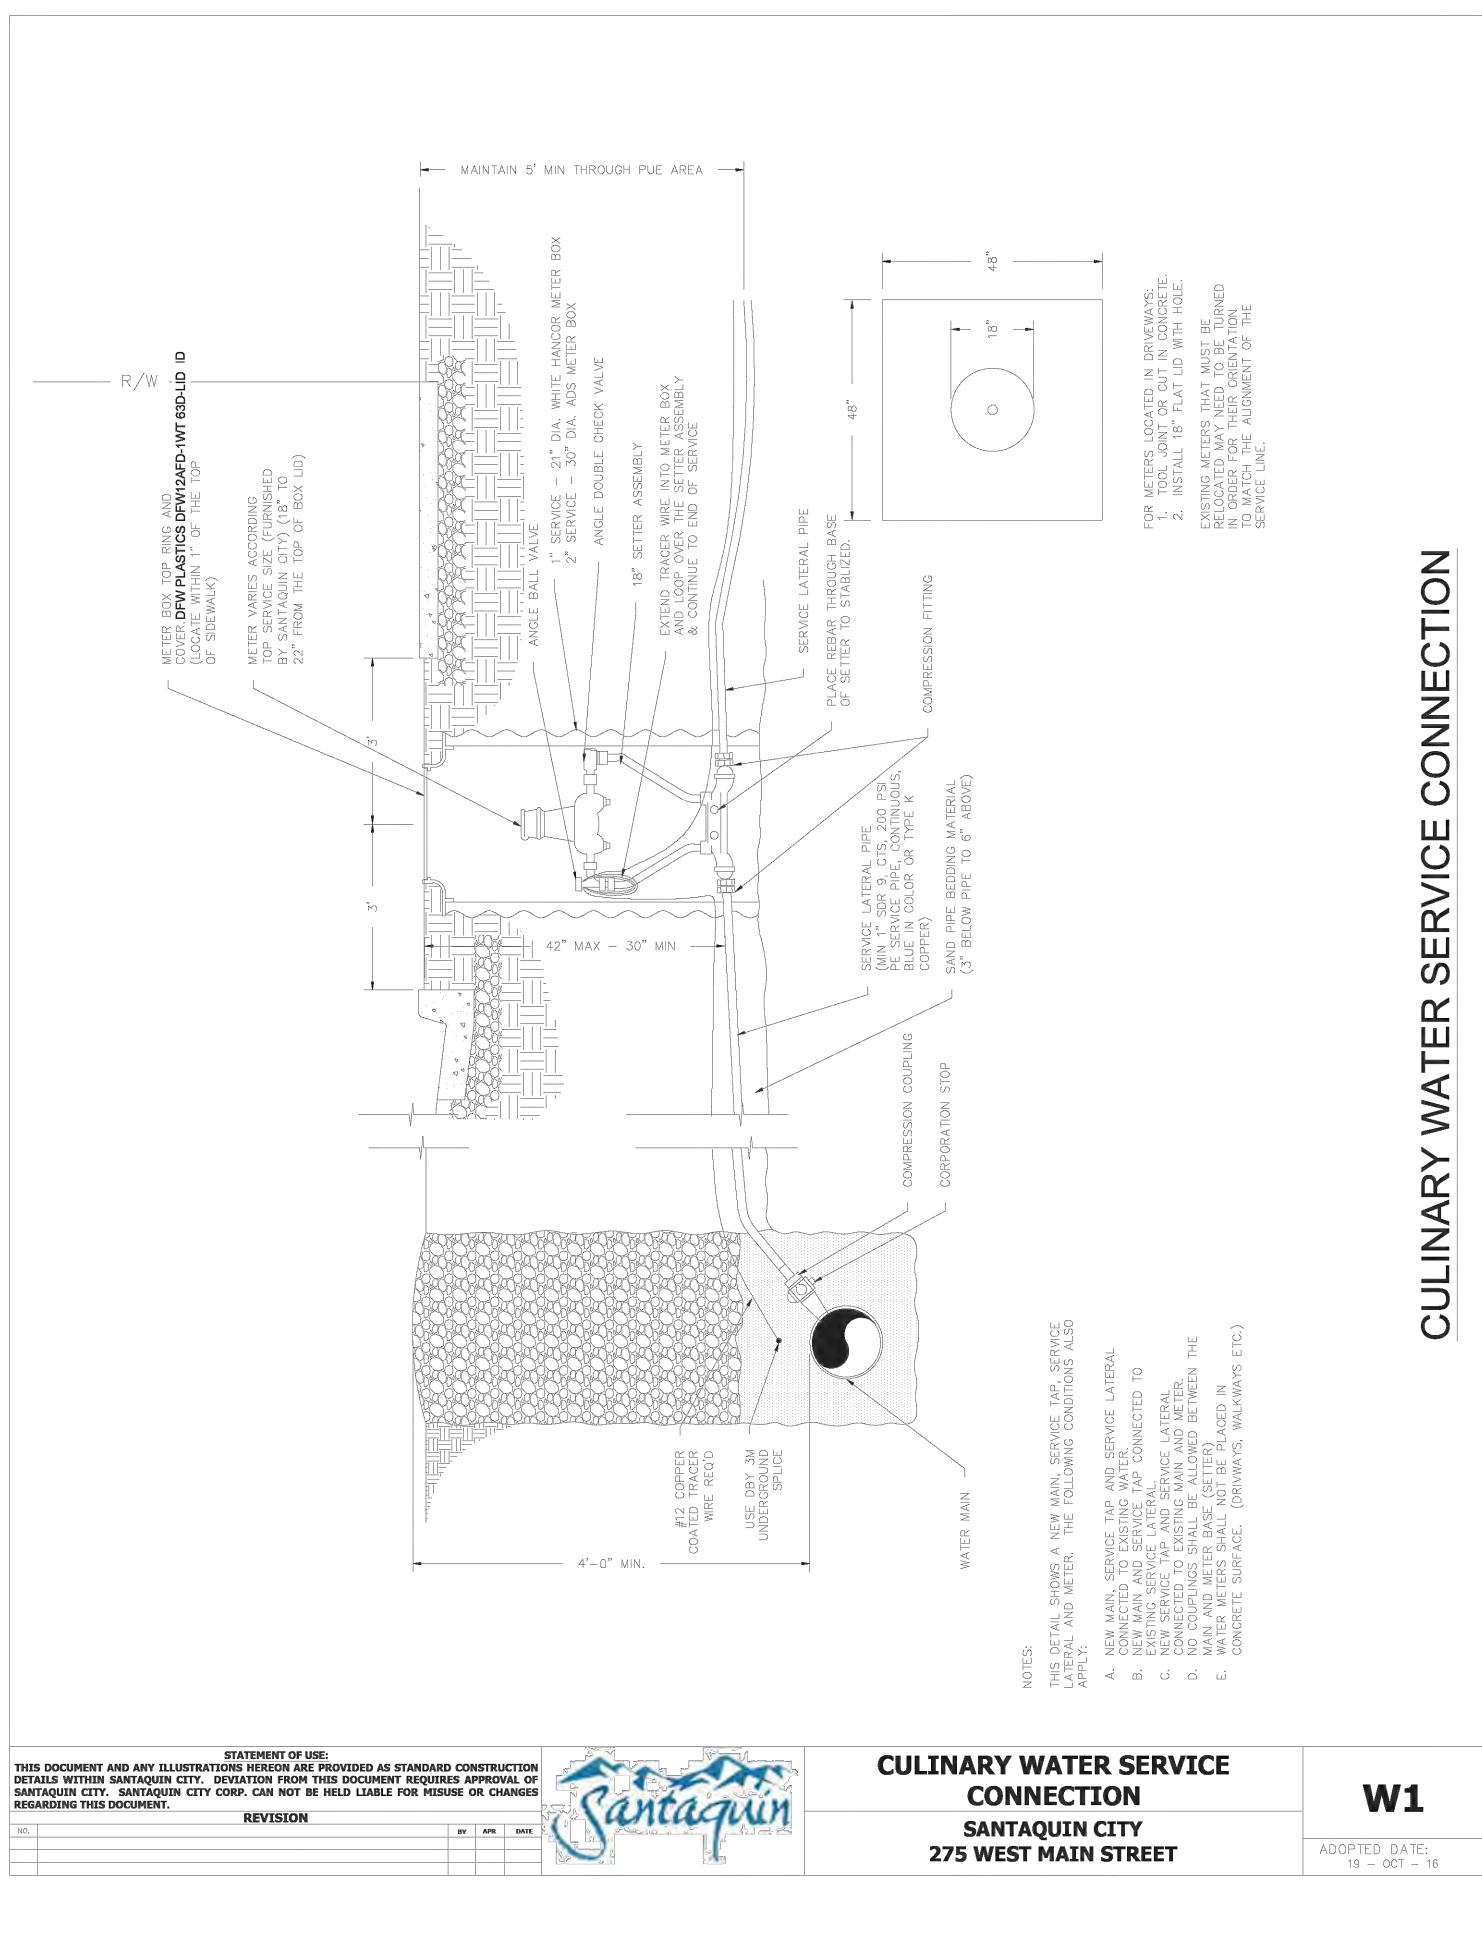 MAINTAIN 5' MIN THROUGH PUE AREA
R/W
METER BOX TOP RING AND
COVER. DFW PLASTICS DFW12AFD-1WT 63D-LID ID
(LOCATE WITHIN 1" OF THE TOP
OF SIDEWALK)
METER VARIES ACCORDING
TOP SERVICE SIZE (FURNISHED
BY SANTAQUIN CITY) (18" TO
22" FROM THE TOP OF BOX LID)
3'
3'
ANGLE BALL VALVE
1" SERVICE – 21" DIA. WHITE HANCOR METER BOX
2" SERVICE – 30" DIA. ADS METER BOX
ANGLE DOUBLE CHECK VALVE
18" SETTER ASSEMBLY
EXTEND TRACER WIRE INTO METER BOX
AND LOOP OVER THE SETTER ASSEMBLY
& CONTINUE TO END OF SERVICE
SERVICE LATERAL PIPE
PLACE REBAR THROUGH BASE
OF SETTER TO STABLIZED.
COMPRESSION FITTING
48"
48"
18"
FOR METERS LOCATED IN DRIVEWAYS:
1. TOOL JOINT OR CUT IN CONCRETE.
2. INSTALL 18" FLAT LID WITH HOLE.
EXISTING METERS THAT MUST BE
RELOCATED MAY NEED TO BE TURNED
IN ORDER FOR THEIR ORIENTATION
TO MATCH THE ALIGNMENT OF THE
SERVICE LINE.
42" MAX – 30" MIN
SERVICE LATERAL PIPE
(MIN 1" SDR 9, CTS, 200 PSI
PE SERVICE PIPE, CONTINUOUS,
BLUE IN COLOR OR TYPE K
COPPER)
SAND PIPE BEDDING MATERIAL
(3" BELOW PIPE TO 6" ABOVE)
COMPRESSION COUPLING
CORPORATION STOP
#12 COPPER
COATED TRACER
WIRE REQ'D
USE DBY 3M
UNDERGROUND
SPLICE
4'-0" MIN.
WATER MAIN
NOTES:
THIS DETAIL SHOWS A NEW MAIN, SERVICE TAP, SERVICE
LATERAL AND METER. THE FOLLOWING CONDITIONS ALSO
APPLY:
A. NEW MAIN, SERVICE TAP AND SERVICE LATERAL
CONNECTED TO EXISTING WATER.
B. NEW MAIN AND SERVICE TAP CONNECTED TO
EXISTING SERVICE LATERAL.
C. NEW SERVICE TAP AND SERVICE LATERAL
CONNECTED TO EXISTING MAIN AND METER.
D. NO COUPLINGS SHALL BE ALLOWED BETWEEN THE
MAIN AND METER BASE (SETTER)
E. WATER METERS SHALL NOT BE PLACED IN
CONCRETE SURFACE. (DRIVWAYS, WALKWAYS ETC.)
CULINARY WATER SERVICE CONNECTION
STATEMENT OF USE:
THIS DOCUMENT AND ANY ILLUSTRATIONS HEREON ARE PROVIDED AS STANDARD CONSTRUCTION
DETAILS WITHIN SANTAQUIN CITY. DEVIATION FROM THIS DOCUMENT REQUIRES APPROVAL OF
SANTAQUIN CITY. SANTAQUIN CITY CORP. CAN NOT BE HELD LIABLE FOR MISUSE OR CHANGES
REGARDING THIS DOCUMENT.
REVISION
NO. BY APR DATE
Santaquin
CULINARY WATER SERVICE
CONNECTION
SANTAQUIN CITY
275 WEST MAIN STREET
W1
ADOPTED DATE:
19 – OCT – 16